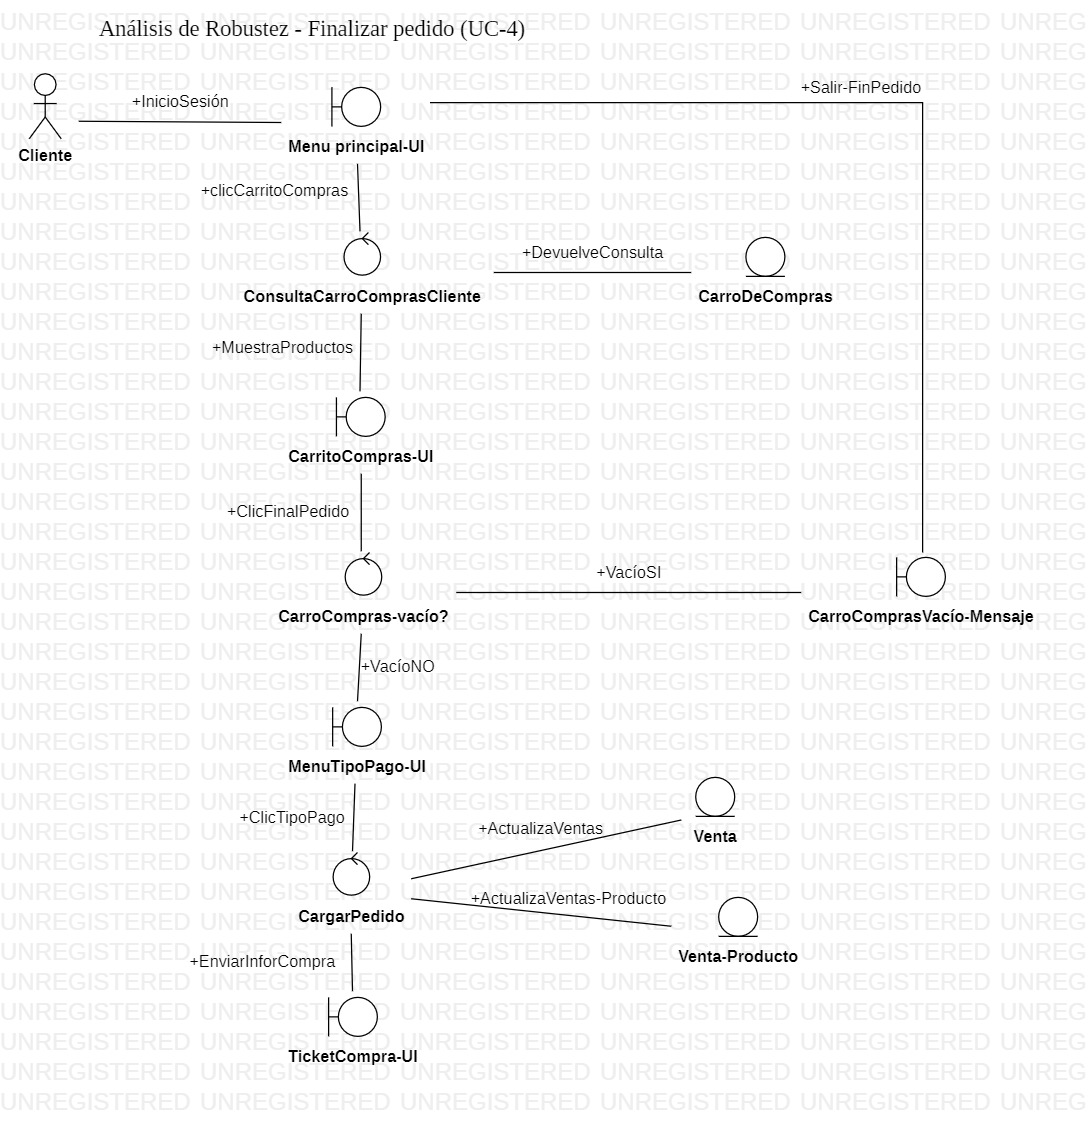 Análisis de Robustez - Finalizar pedido (UC-4)
+Salir-FinPedido
+InicioSesión
Menu principal-UI
Cliente
+clicCarritoCompras
+DevuelveConsulta
ConsultaCarroComprasCliente
CarroDeCompras
+MuestraProductos
CarritoCompras-UI
+ClicFinalPedido
+VacíoSI
CarroCompras-vacío?
CarroComprasVacío-Mensaje
+VacíoNO
MenuTipoPago-UI
+ClicTipoPago
+ActualizaVentas
Venta
+ActualizaVentas-Producto
CargarPedido
Venta-Producto
+EnviarInforCompra
TicketCompra-UI
UNREGISTERED